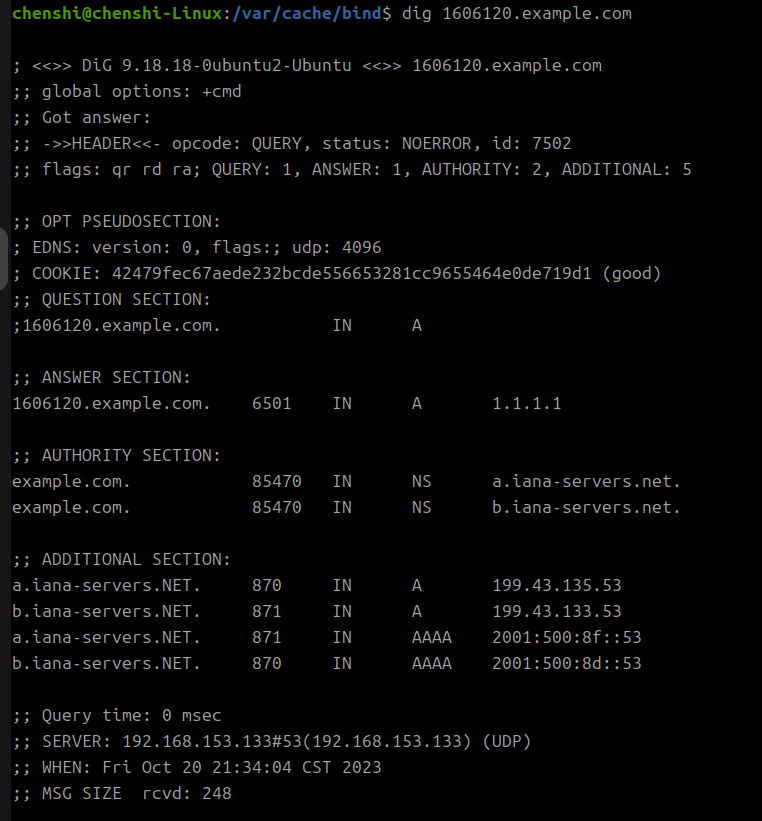 chenshi@chenshi-Linux:/var/cache/bind$ dig 1606120.example.com
; <<>> DiG 9.18.18-0ubuntu2-Ubuntu <<>> 1606120.example.com
;; global options: +cmd
;; Got answer:
;; ->>HEADER<<- opcode: QUERY, status: NOERROR, id: 7502
;; flags: qr rd ra; QUERY: 1, ANSWER: 1, AUTHORITY: 2, ADDITIONAL: 5
;; OPT PSEUDOSECTION:
; EDNS: version: 0, flags:; udp: 4096
; COOKIE: 42479fec67aede232bcde556653281cc9655464e0de719d1 (good)
;; QUESTION SECTION:
;1606120.example.com. IN A
;; ANSWER SECTION:
1606120.example.com. 6501 IN A 1.1.1.1
;; AUTHORITY SECTION:
example.com. 85470 IN NS a.iana-servers.net.
example.com. 85470 IN NS b.iana-servers.net.
;; ADDITIONAL SECTION:
a.iana-servers.NET. 870 IN A 199.43.135.53
b.iana-servers.NET. 871 IN A 199.43.133.53
a.iana-servers.NET. 871 IN AAAA 2001:500:8f::53
b.iana-servers.NET. 870 IN AAAA 2001:500:8d::53
;; Query time: 0 msec
;; SERVER: 192.168.153.133#53(192.168.153.133) (UDP)
;; WHEN: Fri Oct 20 21:34:04 CST 2023
;; MSG SIZE rcvd: 248